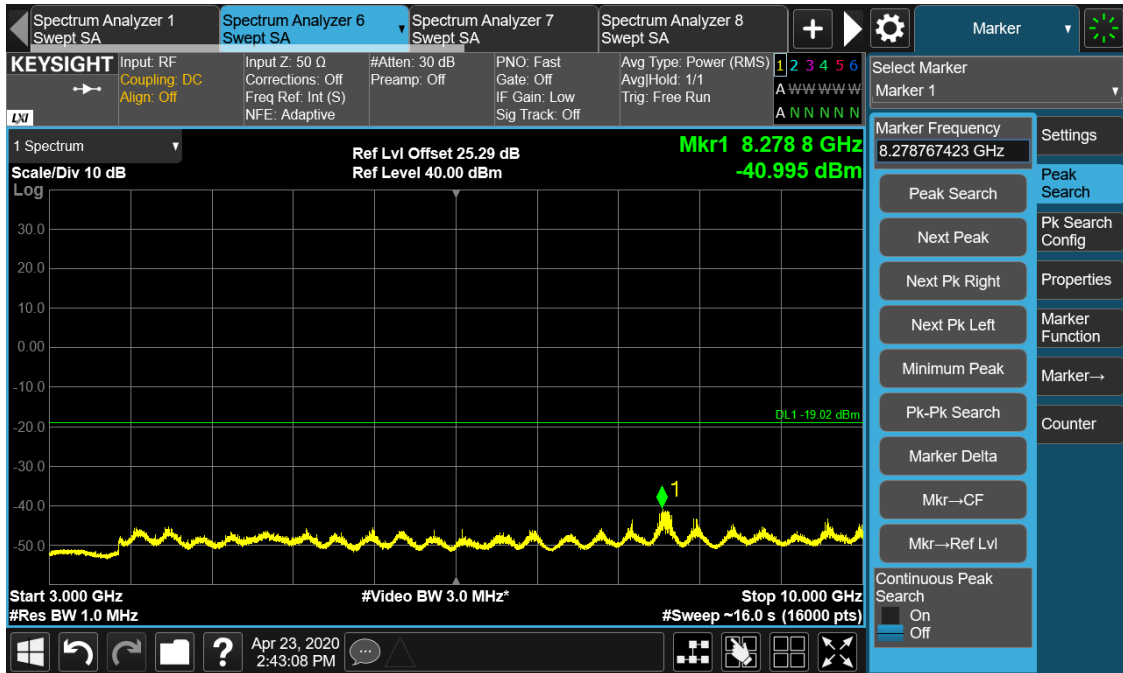 Spectrum Analyzer 1
Swept SA
Spectrum Analyzer 6
Swept SA
Spectrum Analyzer 7
Swept SA
Spectrum Analyzer 8
Swept SA
+
Marker
KEYSIGHT
LXI
Input: RF
Coupling: DC
Align: Off
Input Z: 50 Ω
Corrections: Off
Freq Ref: Int (S)
NFE: Adaptive
#Atten: 30 dB
Preamp: Off
PNO: Fast
Gate: Off
IF Gain: Low
Sig Track: Off
Avg Type: Power (RMS)
Avg|Hold: 1/1
Trig: Free Run
1 2 3 4 5 6
A W W W W W
A N N N N N
Select Marker
Marker 1
1 Spectrum
Scale/Div 10 dB
Log
Ref Lvl Offset 25.29 dB
Ref Level 40.00 dBm
Mkr1 8.278 8 GHz
-40.995 dBm
30.0
20.0
10.0
0.00
-10.0
-20.0
-30.0
-40.0
-50.0
DL1 -19.02 dBm
1
Start 3.000 GHz
#Res BW 1.0 MHz
#Video BW 3.0 MHz*
Stop 10.000 GHz
#Sweep ~16.0 s (16000 pts)
Marker Frequency
8.278767423 GHz
Peak Search
Next Peak
Next Pk Right
Next Pk Left
Minimum Peak
Pk-Pk Search
Marker Delta
Mkr→CF
Mkr→Ref Lvl
Continuous Peak
Search
On
Off
Settings
Peak
Search
Pk Search
Config
Properties
Marker
Function
Marker→
Counter
?
Apr 23, 2020
2:43:08 PM